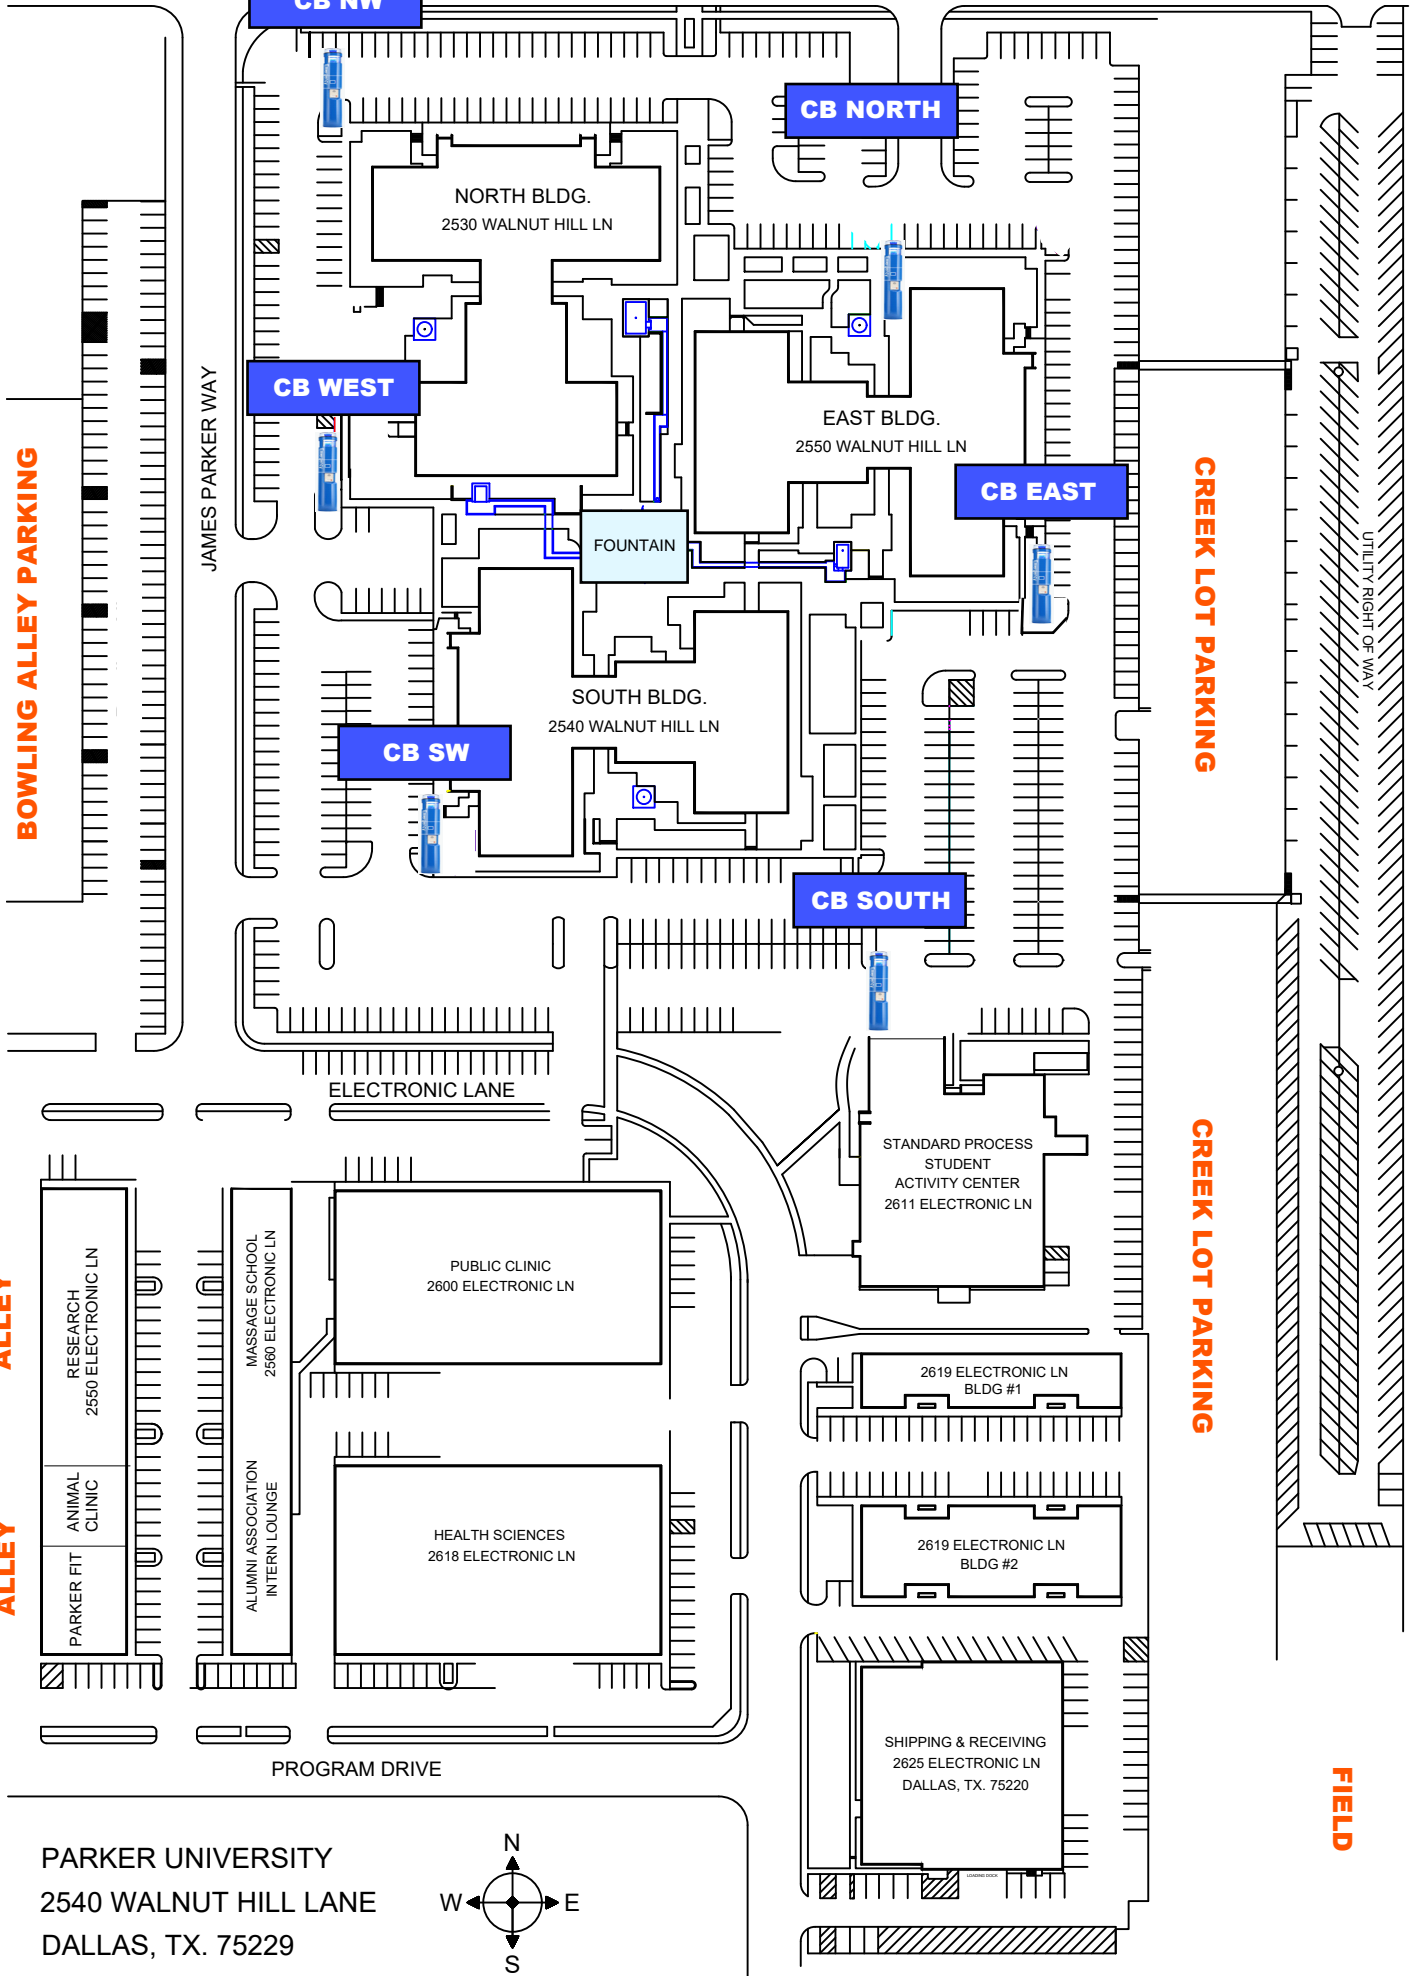 CB NW
CB NORTH
NORTH BLDG.
2530 WALNUT HILL LN
CB WEST
JAMES PARKER WAY
EAST BLDG.
2550 WALNUT HILL LN
CB EAST
BOWLING ALLEY PARKING
CREEK LOT PARKING
UTILITY RIGHT OF WAY
FOUNTAIN
SOUTH BLDG.
2540 WALNUT HILL LN
CB SW
CB SOUTH
ELECTRONIC LANE
STANDARD PROCESS
STUDENT
ACTIVITY CENTER
2611 ELECTRONIC LN
CREEK LOT PARKING
ALLEY
RESEARCH
2550 ELECTRONIC LN
MASSAGE SCHOOL
2560 ELECTRONIC LN
PUBLIC CLINIC
2600 ELECTRONIC LN
2619 ELECTRONIC LN
BLDG #1
ALLEY
ANIMAL
CLINIC
PARKER FIT
ALUMNI ASSOCIATION
INTERN LOUNGE
HEALTH SCIENCES
2618 ELECTRONIC LN
2619 ELECTRONIC LN
BLDG #2
SHIPPING & RECEIVING
2625 ELECTRONIC LN
DALLAS, TX. 75220
LOADING DOCK
FIELD
PROGRAM DRIVE
PARKER UNIVERSITY
2540 WALNUT HILL LANE
DALLAS, TX. 75229
N
W
E
S